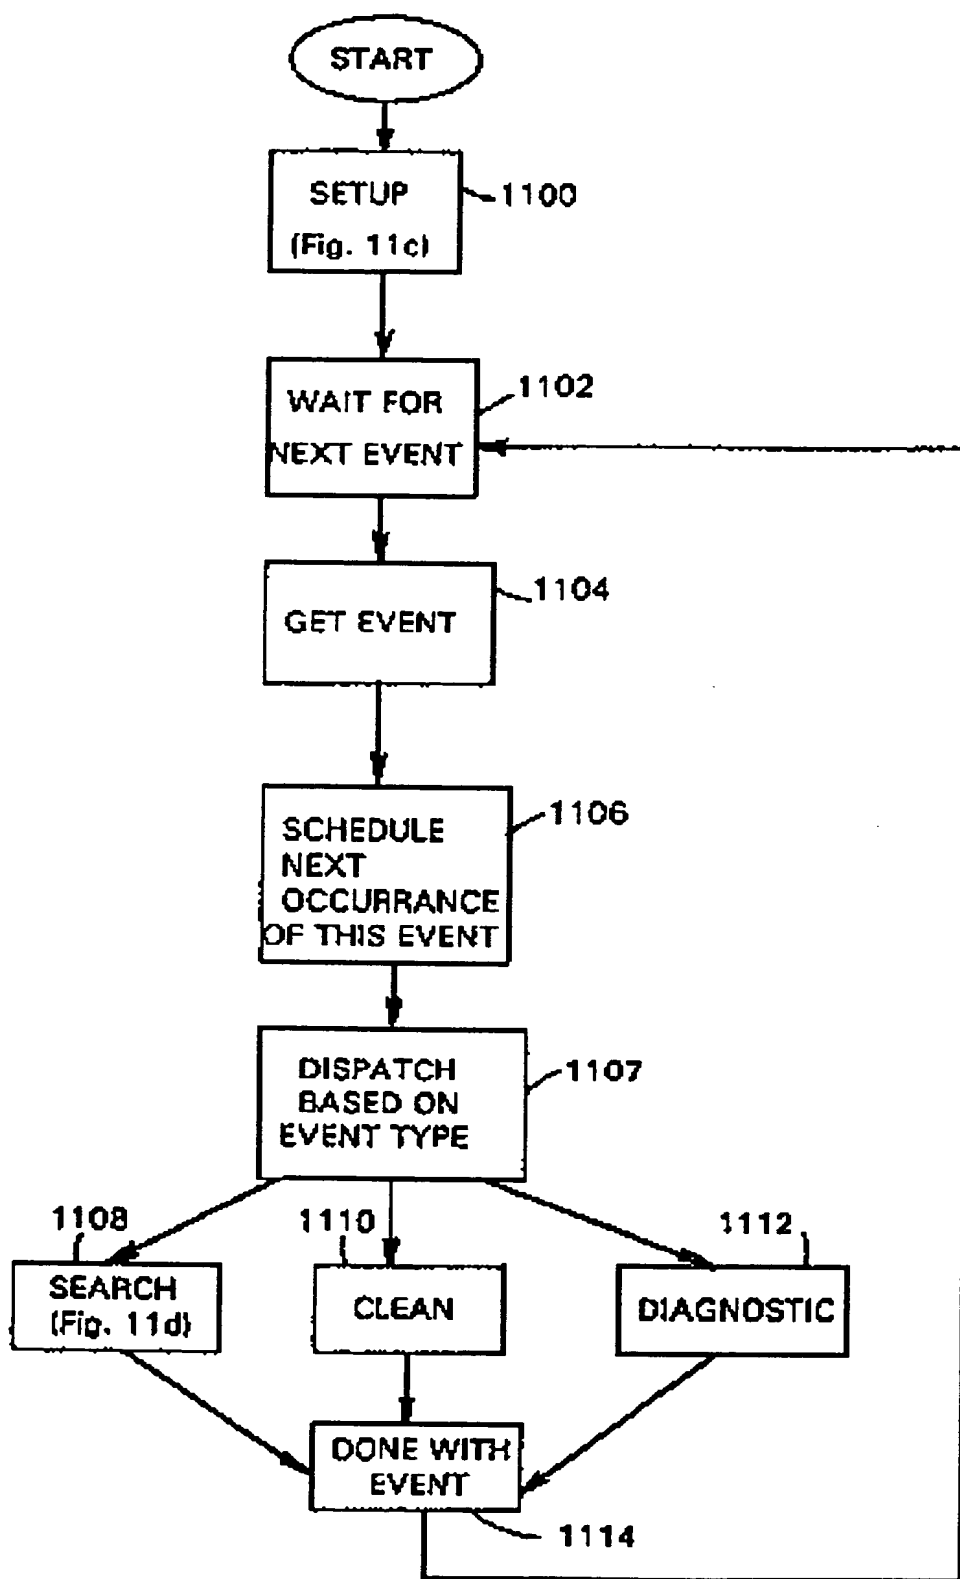 START
SETUP
(Fig. 11c)
1100
WAIT FOR
NEXT EVENT
1102
GET EVENT
1104
SCHEDULE
NEXT
OCCURRANCE
OF THIS EVENT
1106
DISPATCH
BASED ON
EVENT TYPE
1107
1108
SEARCH
(Fig. 11d)
1110
CLEAN
1112
DIAGNOSTIC
DONE WITH
EVENT
1114